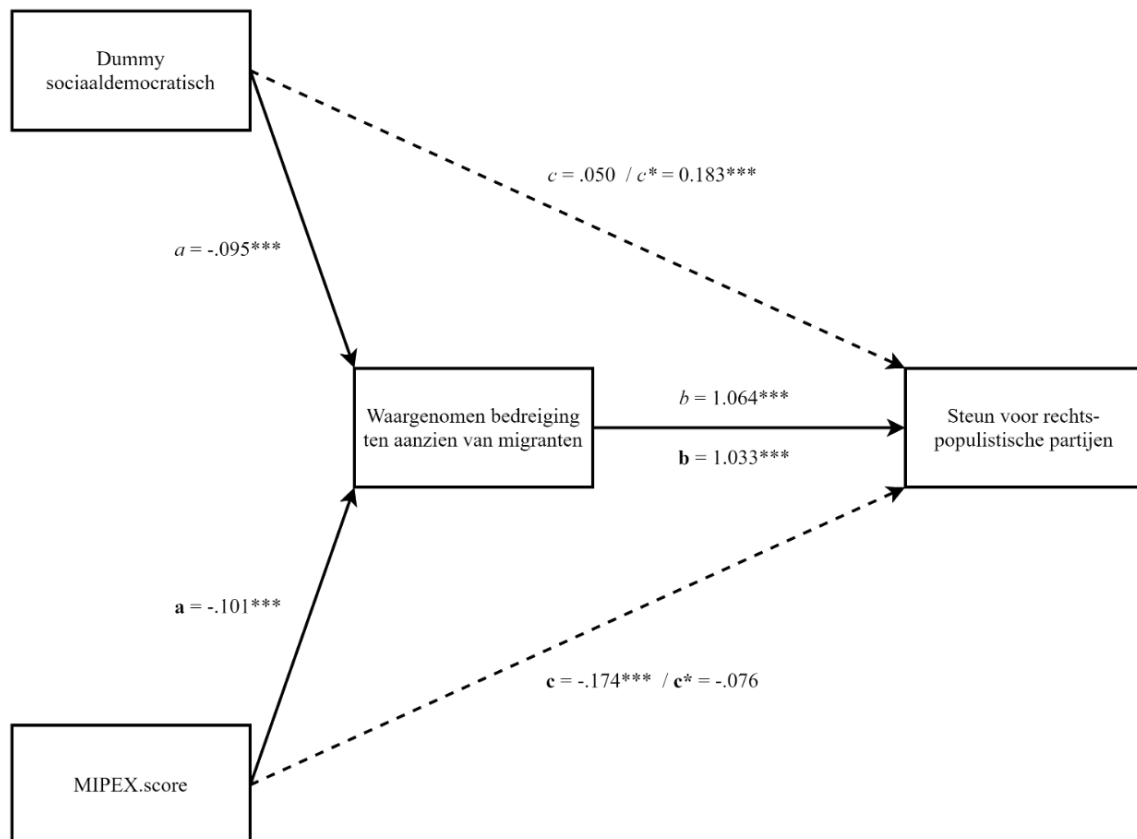 Dummy
sociaaldemocratisch
c = .050 / c* = 0.183***
a = -.095***
Waargenomen bedreiging
ten aanzien van migranten
b = 1.064***
b = 1.033***
Steun voor rechts-
populistische partijen
a = -.101***
c = -.174*** / c* = -.076
MIPEX.score